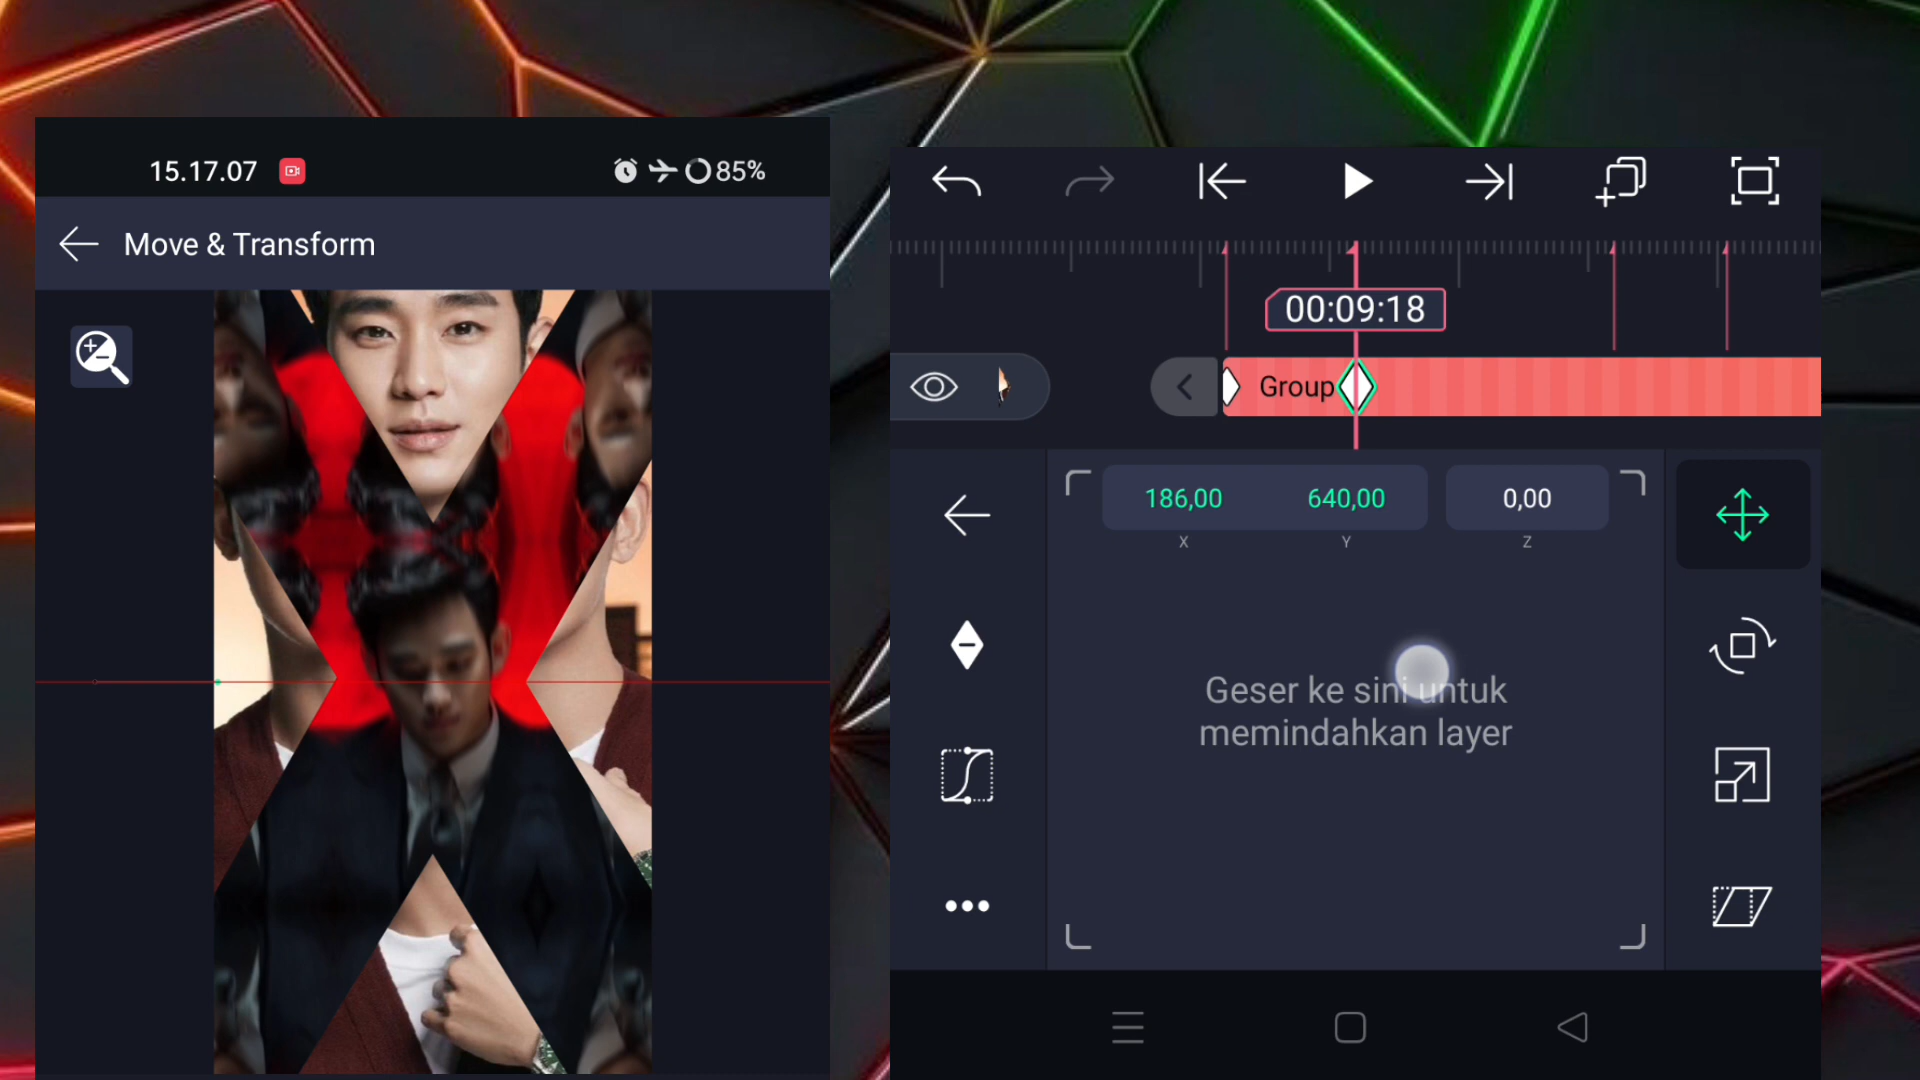 15.17.07
85%
Move & Transform
00:09:18
Group
186,00
640,00
0,00
X
Y
Z
Geser ke sini untuk
memindahkan layer